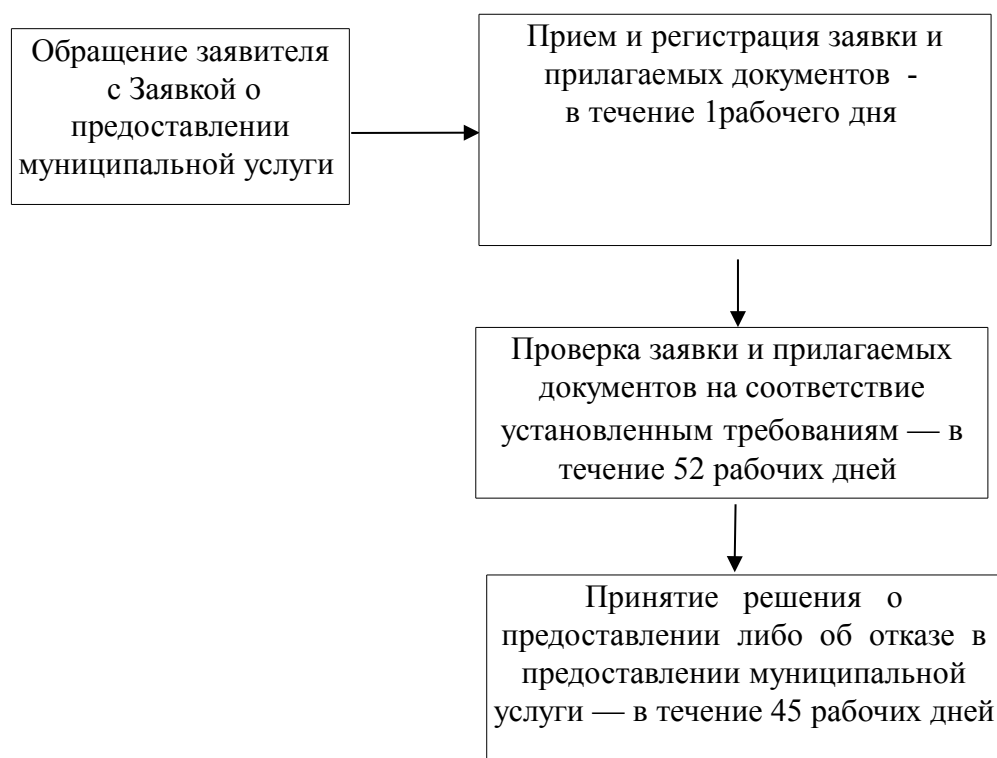 Обращение заявителя
с Заявкой о
предоставлении
муниципальной услуги
Прием и регистрация заявки и
прилагаемых документов -
в течение 1рабочего дня
Проверка заявки и прилагаемых
документов на соответствие
установленным требованиям — в
течение 52 рабочих дней
Принятие решения о
предоставлении либо об отказе в
предоставлении муниципальной
услуги — в течение 45 рабочих дней